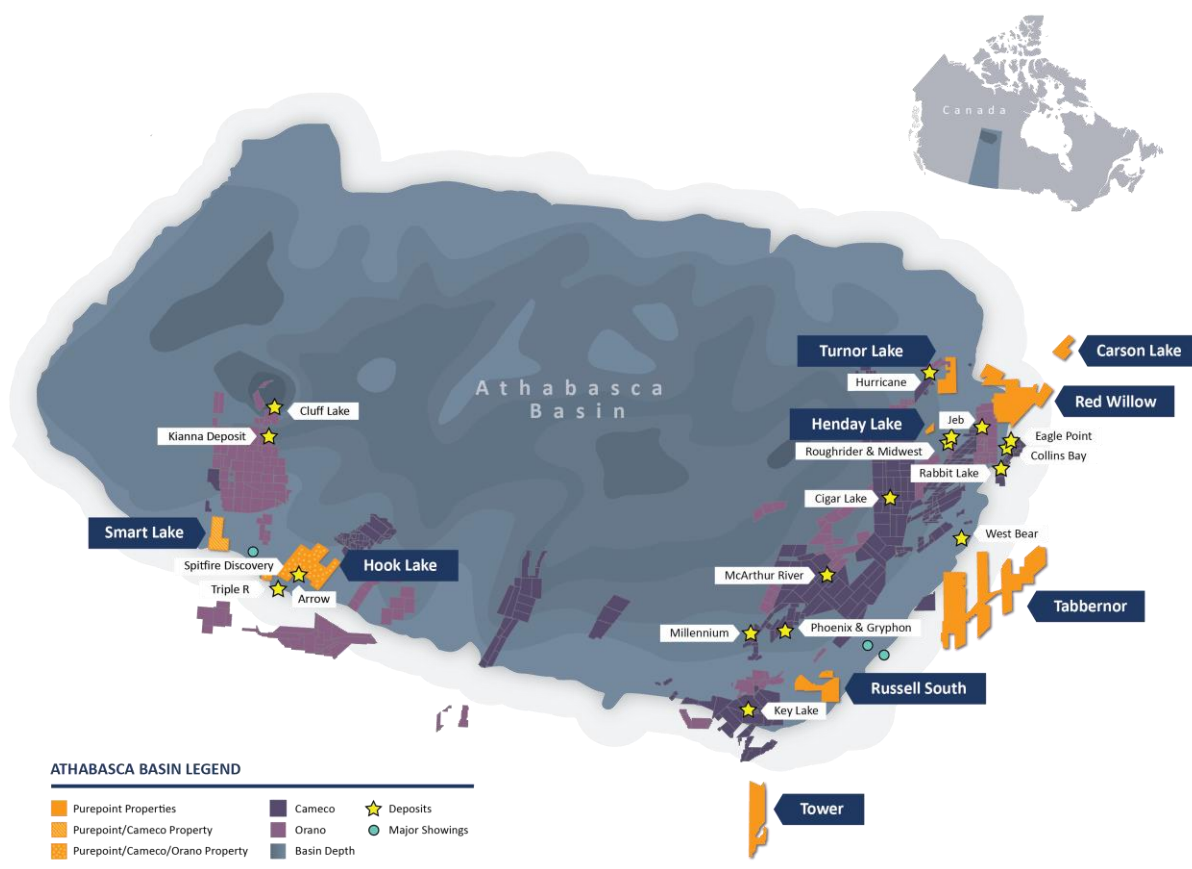 Canada
Athabasca
Basin
Turnor Lake
Carson Lake
Hurricane
Red Willow
Cluff Lake
Henday Lake
Jeb
Kianna Deposit
Eagle Point
Roughrider & Midwest
Collins Bay
Rabbit Lake
Cigar Lake
Smart Lake
West Bear
Spitfire Discovery
Hook Lake
McArthur River
Triple R
Arrow
Tabbernor
Millennium
Phoenix & Gryphon
Russell South
Key Lake
ATHABASCA BASIN LEGEND
Purepoint Properties
Purepoint/Cameco Property
Purepoint/Cameco/Orano Property
Cameco
Orano
Basin Depth
Deposits
Major Showings
Tower